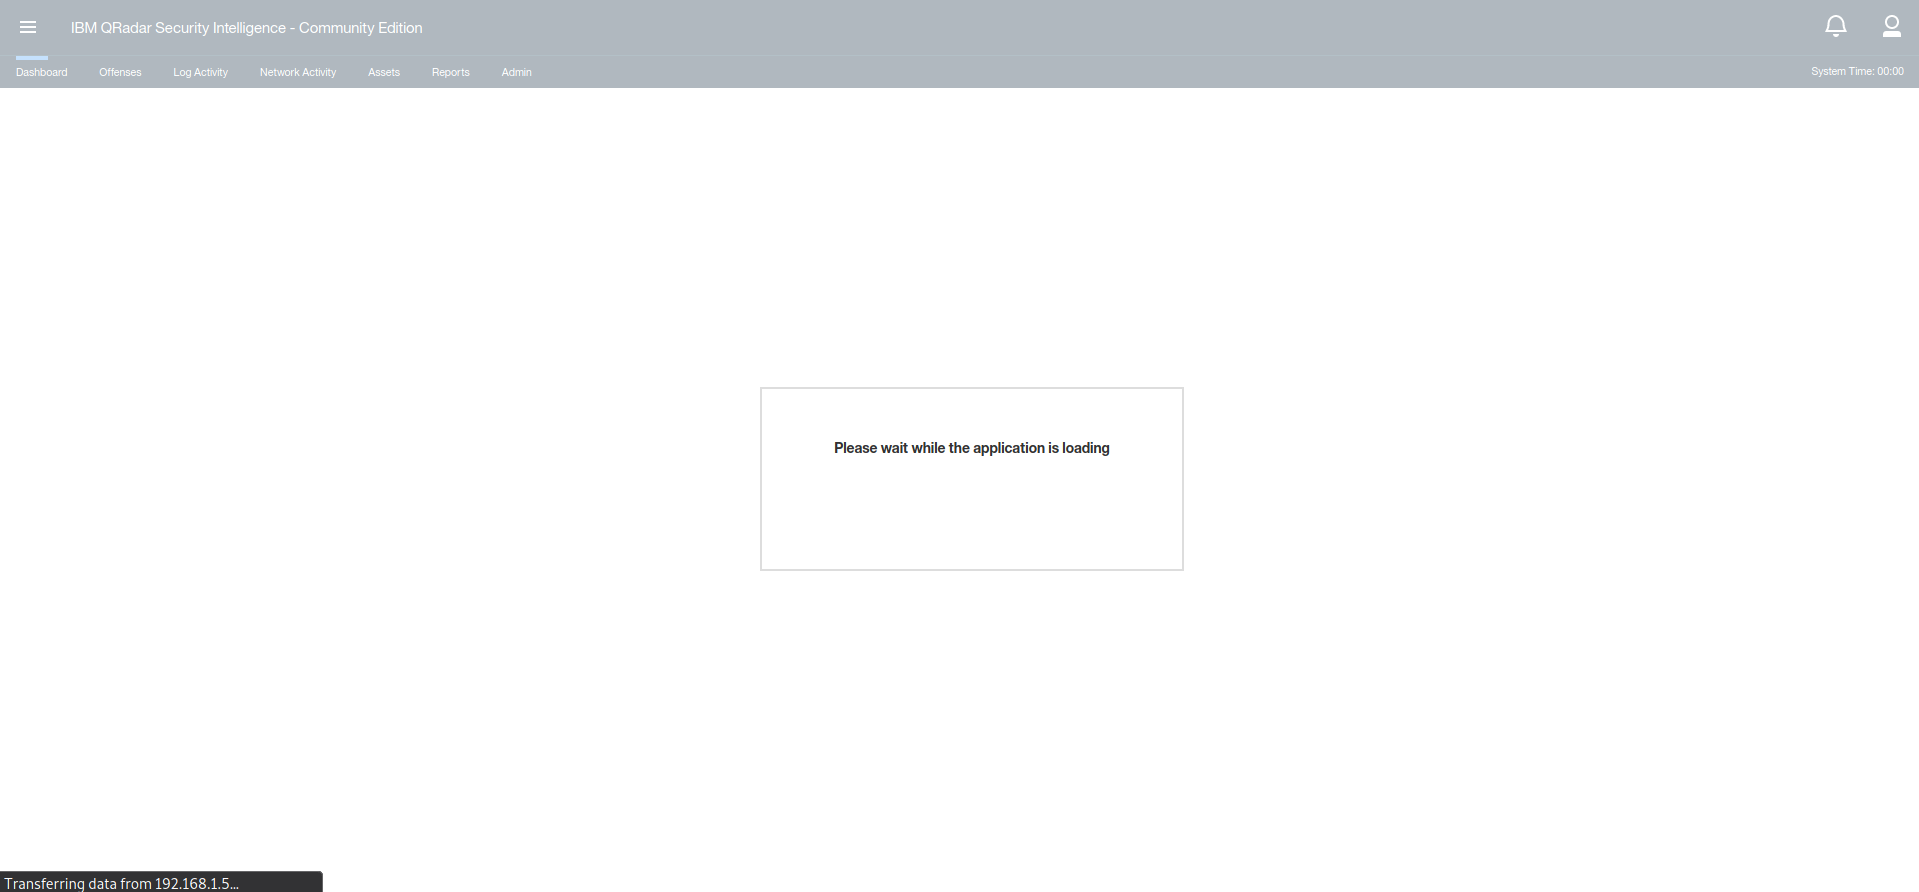 IBM QRadar Security Intelligence - Community Edition
Dashboard Offenses Log Activity Network Activity Assets Reports Admin System Time: 00:00
Please wait while the application is loading
Transferring data from 192.168.1.5...